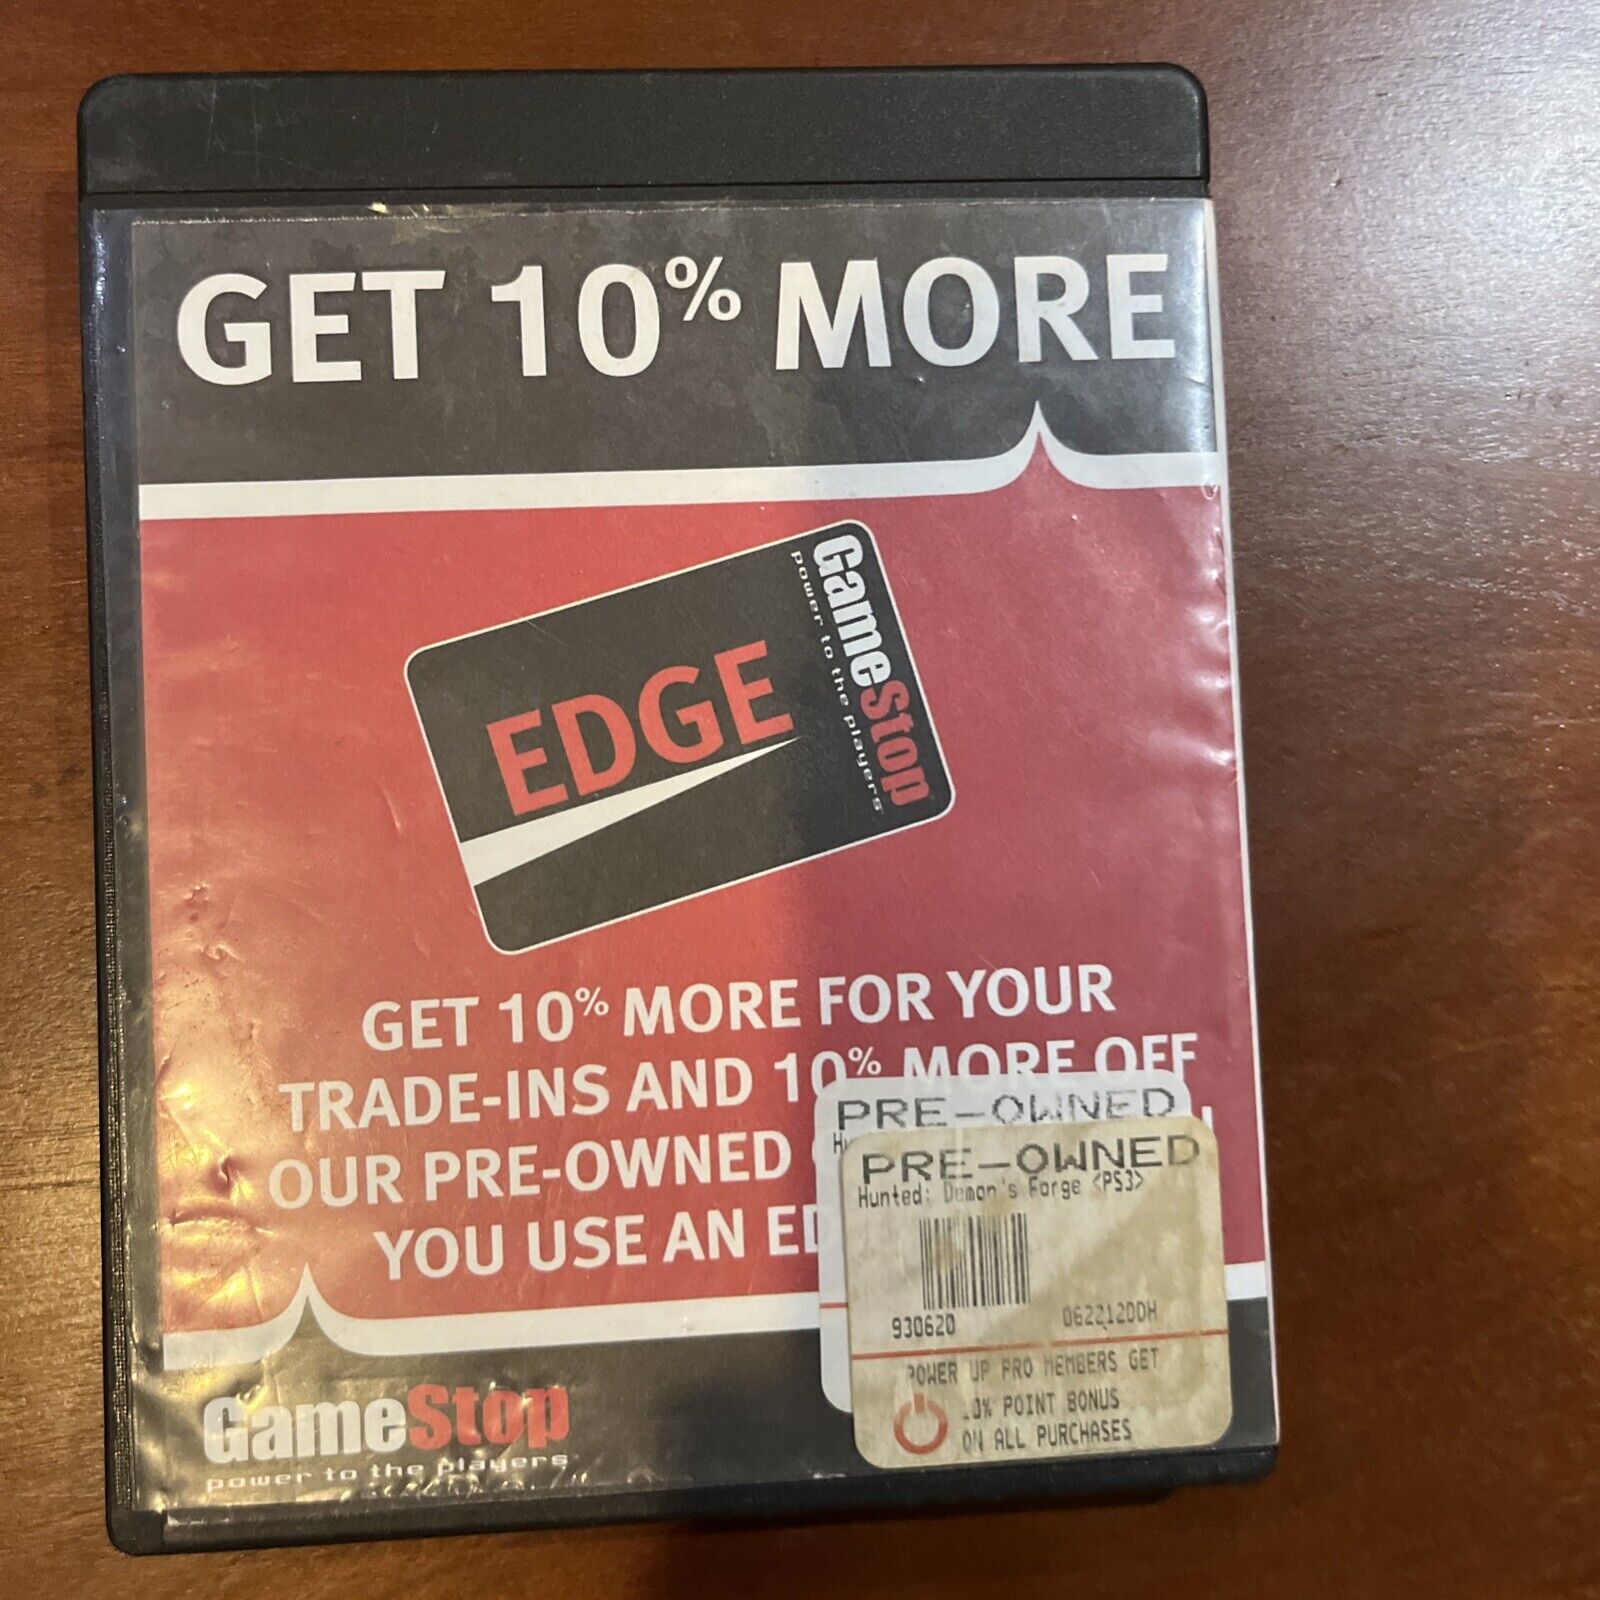 GET 10% MORE
EDGE
GameStop
power to the players
GET 10% MORE FOR YOUR
TRADE-INS AND 10% MORE OFF
OUR PRE-OWNED
YOU USE AN
PRE-OWNED
PRE-OWNED
Hunted: Demon's Forge <PS3>
930620 062212DDH
POWER UP PRO MEMBERS GET
10% POINT BONUS
ON ALL PURCHASES
GameStop
power to the players